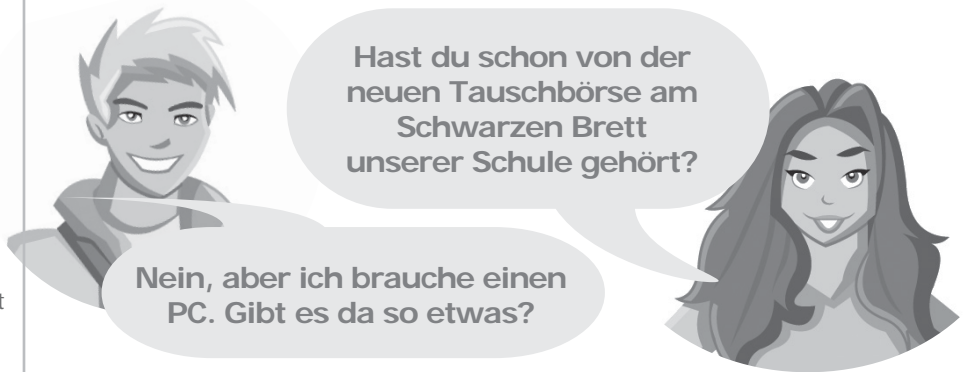 Hast du schon von der
neuen Tauschbörse am
Schwarzen Brett
unserer Schule gehört?
Nein, aber ich brauche einen
PC. Gibt es da so etwas?
t